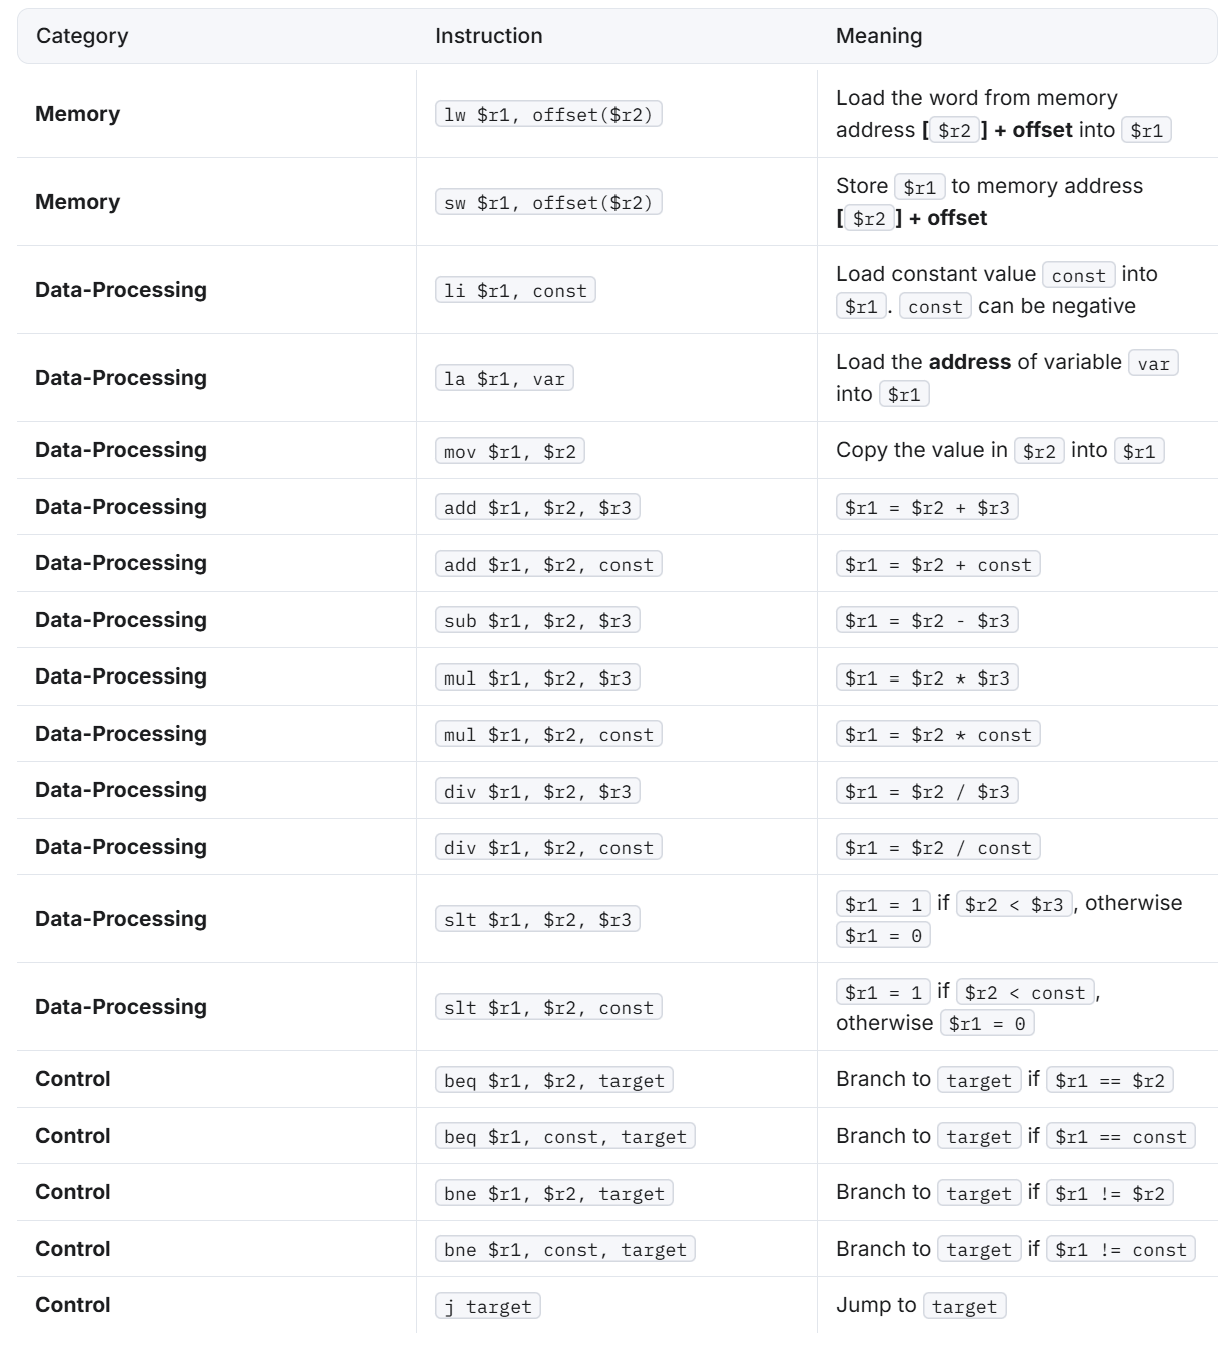 Category Instruction Meaning
Memory lw $r1, offset($r2) Load the word from memory
address [ $r2 ] + offset into $r1
Memory sw $r1, offset($r2) Store $r1 to memory address
[ $r2 ] + offset
Data-Processing li $r1, const Load constant value const into
$r1 . const can be negative
Data-Processing la $r1, var Load the address of variable var
into $r1
Data-Processing mov $r1, $r2 Copy the value in $r2 into $r1
Data-Processing add $r1, $r2, $r3 $r1 = $r2 + $r3
Data-Processing add $r1, $r2, const $r1 = $r2 + const
Data-Processing sub $r1, $r2, $r3 $r1 = $r2 - $r3
Data-Processing mul $r1, $r2, $r3 $r1 = $r2 * $r3
Data-Processing mul $r1, $r2, const $r1 = $r2 * const
Data-Processing div $r1, $r2, $r3 $r1 = $r2 / $r3
Data-Processing div $r1, $r2, const $r1 = $r2 / const
Data-Processing slt $r1, $r2, $r3 $r1 = 1 if $r2 < $r3 , otherwise
$r1 = 0
Data-Processing slt $r1, $r2, const $r1 = 1 if $r2 < const ,
otherwise $r1 = 0
Control beq $r1, $r2, target Branch to target if $r1 == $r2
Control beq $r1, const, target Branch to target if $r1 == const
Control bne $r1, $r2, target Branch to target if $r1 != $r2
Control bne $r1, const, target Branch to target if $r1 != const
Control j target Jump to target